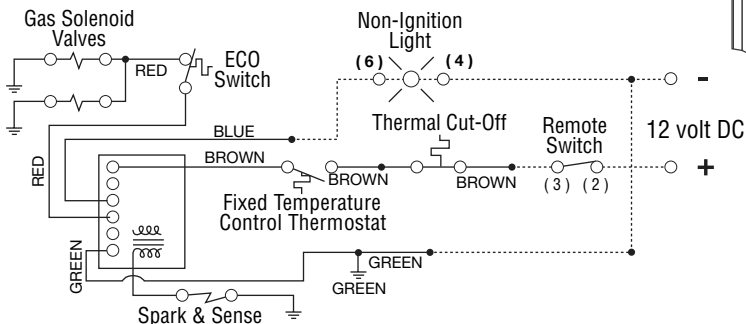 Gas Solenoid
Valves
RED
ECO
Switch
Non-Ignition
Light
(6)
(4)
-
BLUE
Thermal Cut-Off
Remote
Switch
12 volt DC
BROWN
BROWN
BROWN
(3) (2)
+
RED
Fixed Temperature
Control Thermostat
GREEN
GREEN
GREEN
Spark & Sense